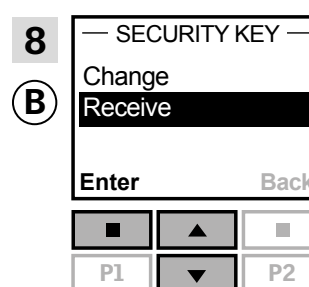 8
— SECURITY KEY —
B
Change
Receive
Enter Back
P1 P2